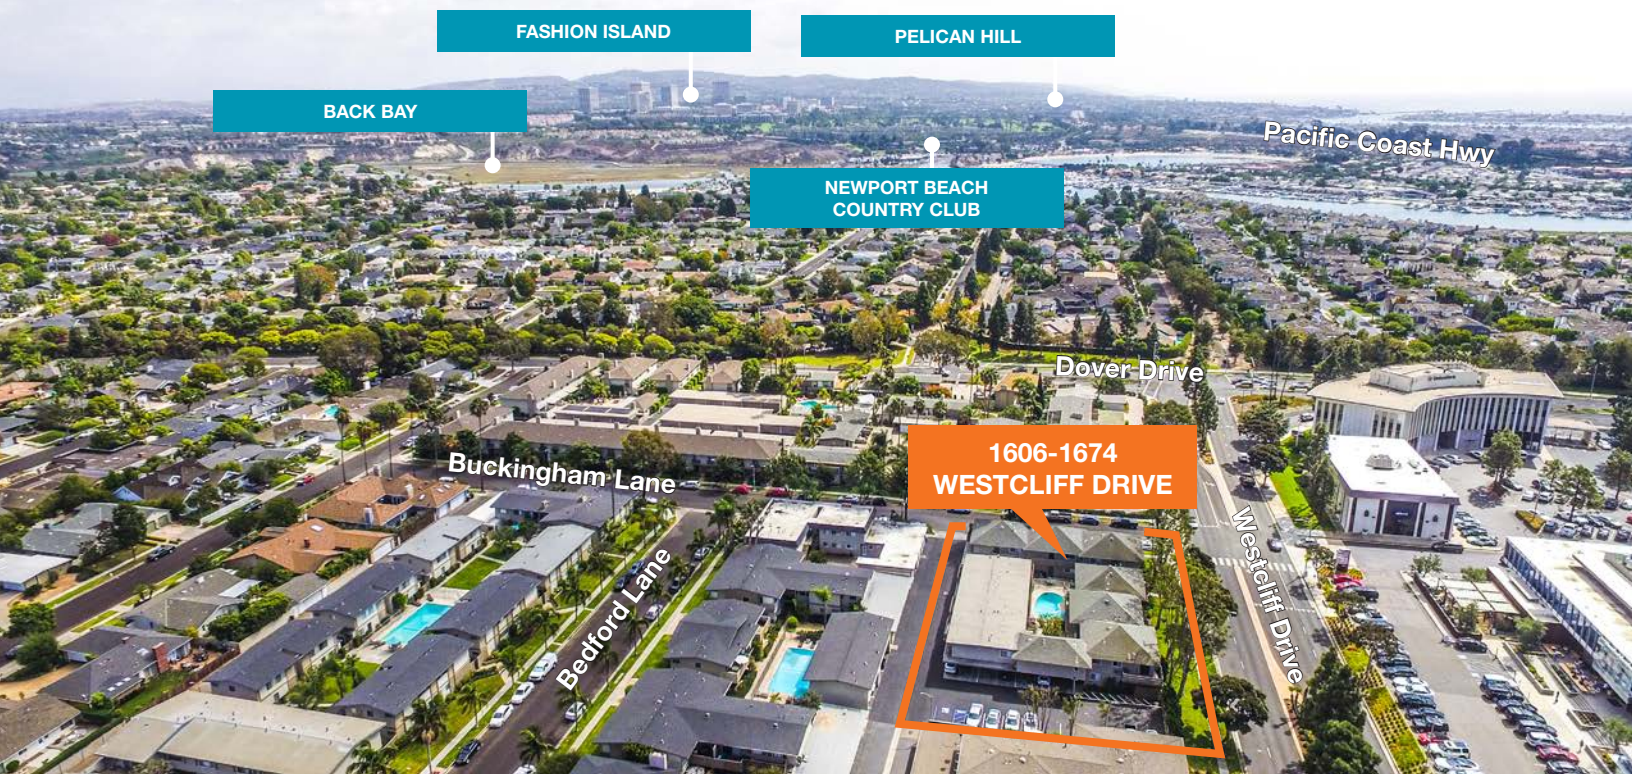 FASHION ISLAND
PELICAN HILL
BACK BAY
Pacific Coast Hwy
NEWPORT BEACH
COUNTRY CLUB
Dover Drive
1606-1674
WESTCLIFF DRIVE
Buckingham Lane
Westcliff Drive
Bedford Lane